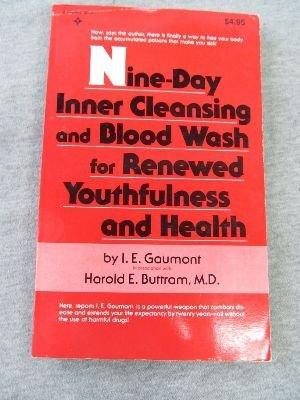 $4.95
Now, says the author, there is finally a way to free your body
from the accumulated poisons that make you sick!
Nine-Day
Inner Cleansing
and Blood Wash
for Renewed
Youthfulness
and Health
by I. E. Gaumont
in association with
Harold E. Buttram, M.D.
Here, reports I. E. Gaumont, is a powerful weapon that combats dis-
ease and extends your life expectancy by twenty years—all without
the use of harmful drugs!